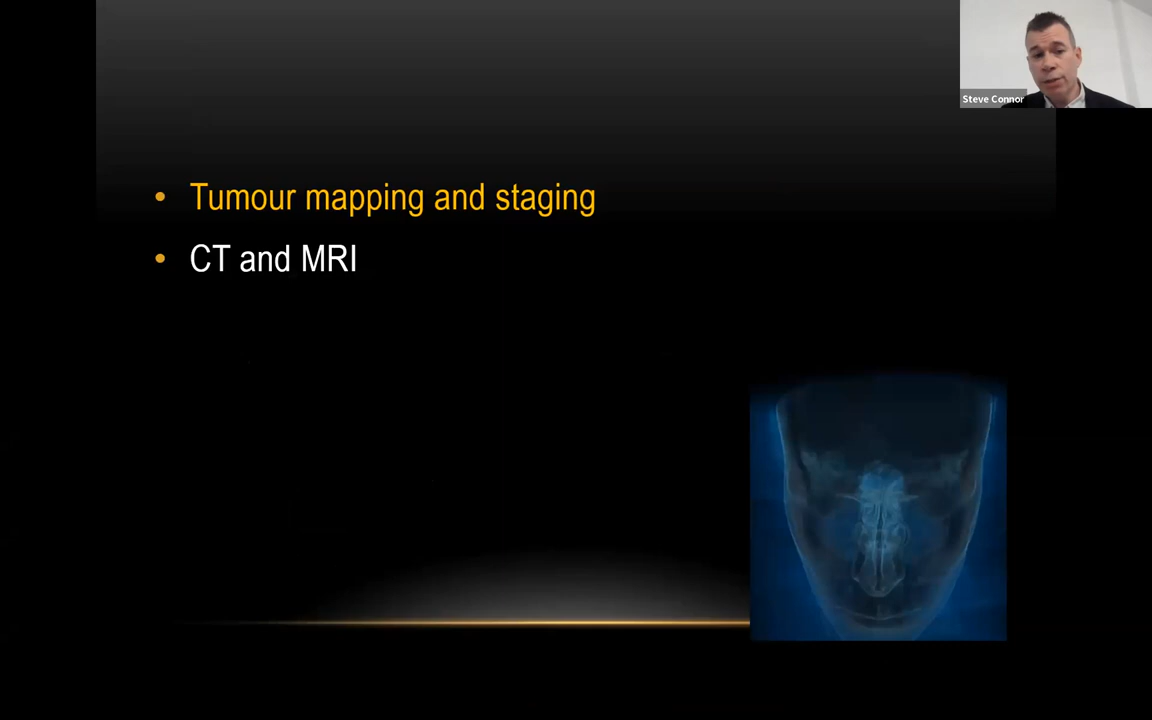 Steve Connor
• Tumour mapping and staging
• CT and MRI